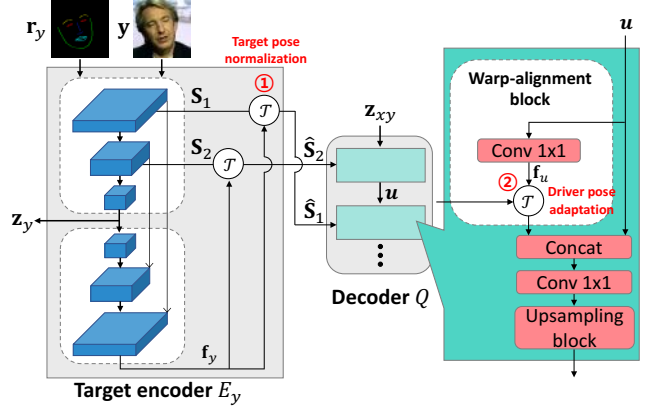 r_y
y
Target pose
normalization
①
u
S_1
𝒯
Warp-alignment
block
z_xy
S_2
𝒯
Ŝ_2
Conv 1x1
f_u
②
Driver pose
adaptation
𝒯
z_y
u
Ŝ_1
Concat
Conv 1x1
Decoder Q
Upsampling
block
f_y
Target encoder E_y